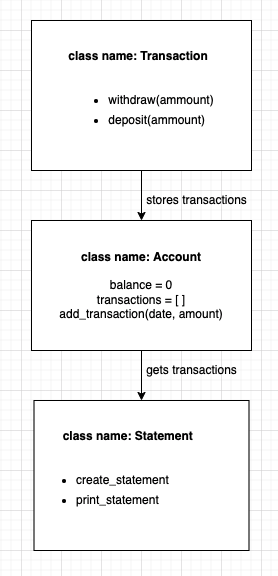 class name: Transaction
• withdraw(ammount)
• deposit(ammount)
stores transactions
class name: Account
balance = 0
transactions = [ ]
add_transaction(date, amount)
gets transactions
class name: Statement
• create_statement
• print_statement